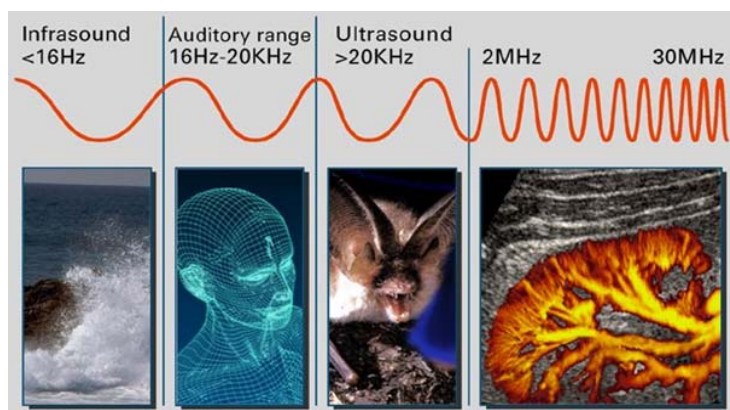 Infrasound
<16Hz
Auditory range
16Hz-20KHz
Ultrasound
>20KHz
2MHz
30MHz